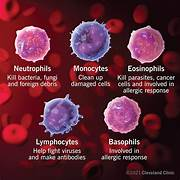 Neutrophils
Kill bacteria, fungi
and foreign debris
Monocytes
Clean up
damaged cells
Eosinophils
Kill parasites, cancer
cells and involved in
allergic response
Lymphocytes
Help fight viruses
and make antibodies
Basophils
Involved in
allergic response
©2021 Cleveland Clinic